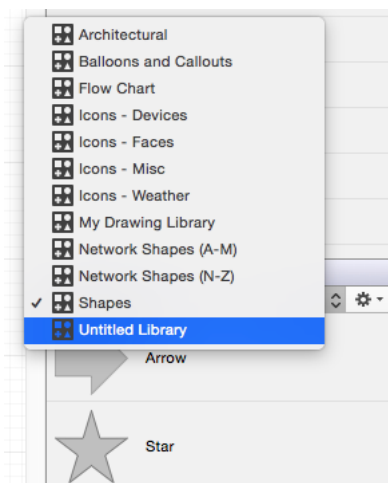 Architectural
Balloons and Callouts
Flow Chart
Icons - Devices
Icons - Faces
Icons - Misc
Icons - Weather
My Drawing Library
Network Shapes (A-M)
Network Shapes (N-Z)
✓ Shapes
Untitled Library
Arrow
Star